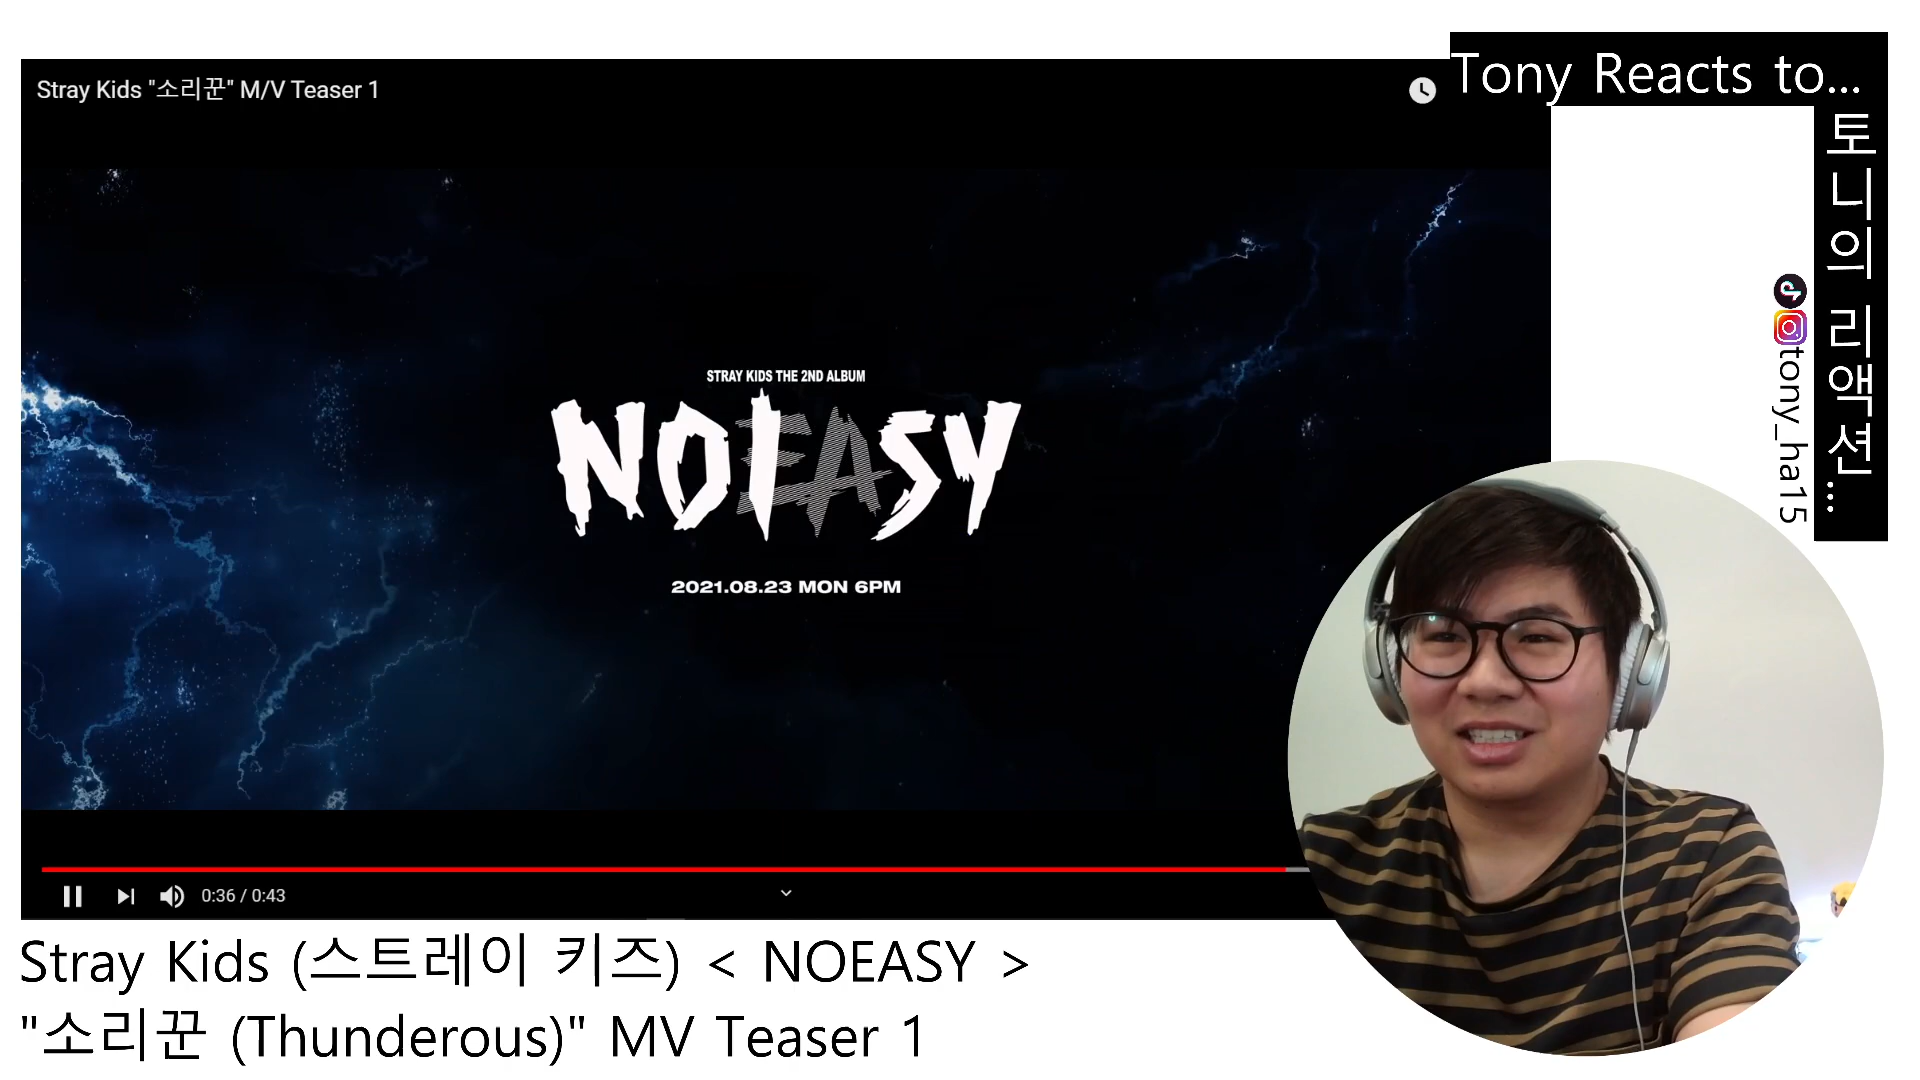 Stray Kids "소리꾼" M/V Teaser 1
Tony Reacts to...
토니의 리액션...
tony_ha15
STRAY KIDS THE 2ND ALBUM
NOIEASY
2021.08.23 MON 6PM
0:36 / 0:43
Stray Kids (스트레이 키즈) < NOEASY >
"소리꾼 (Thunderous)" MV Teaser 1